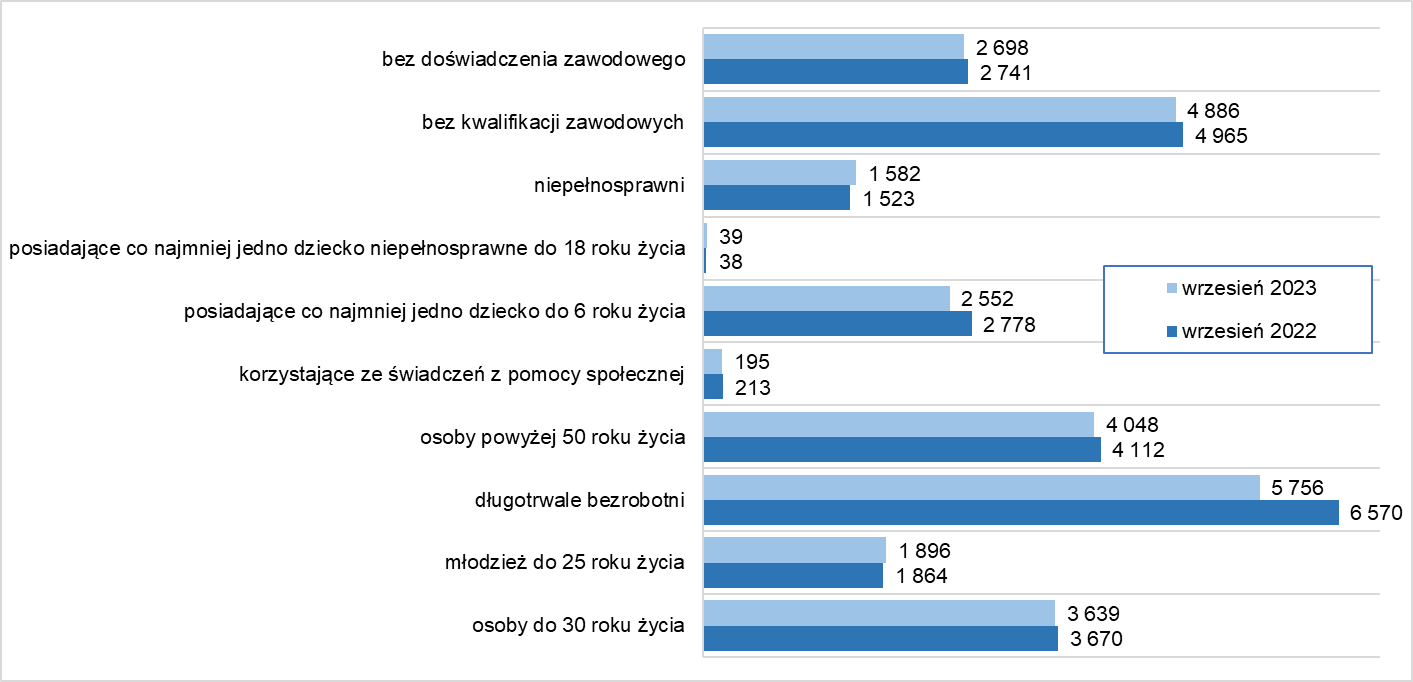 bez doświadczenia zawodowego
2 698
2 741
bez kwalifikacji zawodowych
4 886
4 965
niepełnosprawni
1 582
1 523
posiadające co najmniej jedno dziecko niepełnosprawne do 18 roku życia
39
38
posiadające co najmniej jedno dziecko do 6 roku życia
2 552
2 778
korzystające ze świadczeń z pomocy społecznej
195
213
osoby powyżej 50 roku życia
4 048
4 112
długotrwale bezrobotni
5 756
6 570
młodzież do 25 roku życia
1 896
1 864
osoby do 30 roku życia
3 639
3 670
wrzesień 2023
wrzesień 2022